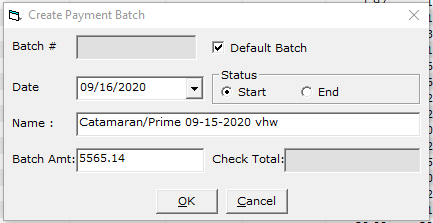 Create Payment Batch
Batch # Default Batch
Date 09/16/2020 Status
Start End
Name : Catamaran/Prime 09-15-2020 vhw
Batch Amt: 5565.14 Check Total:
OK Cancel